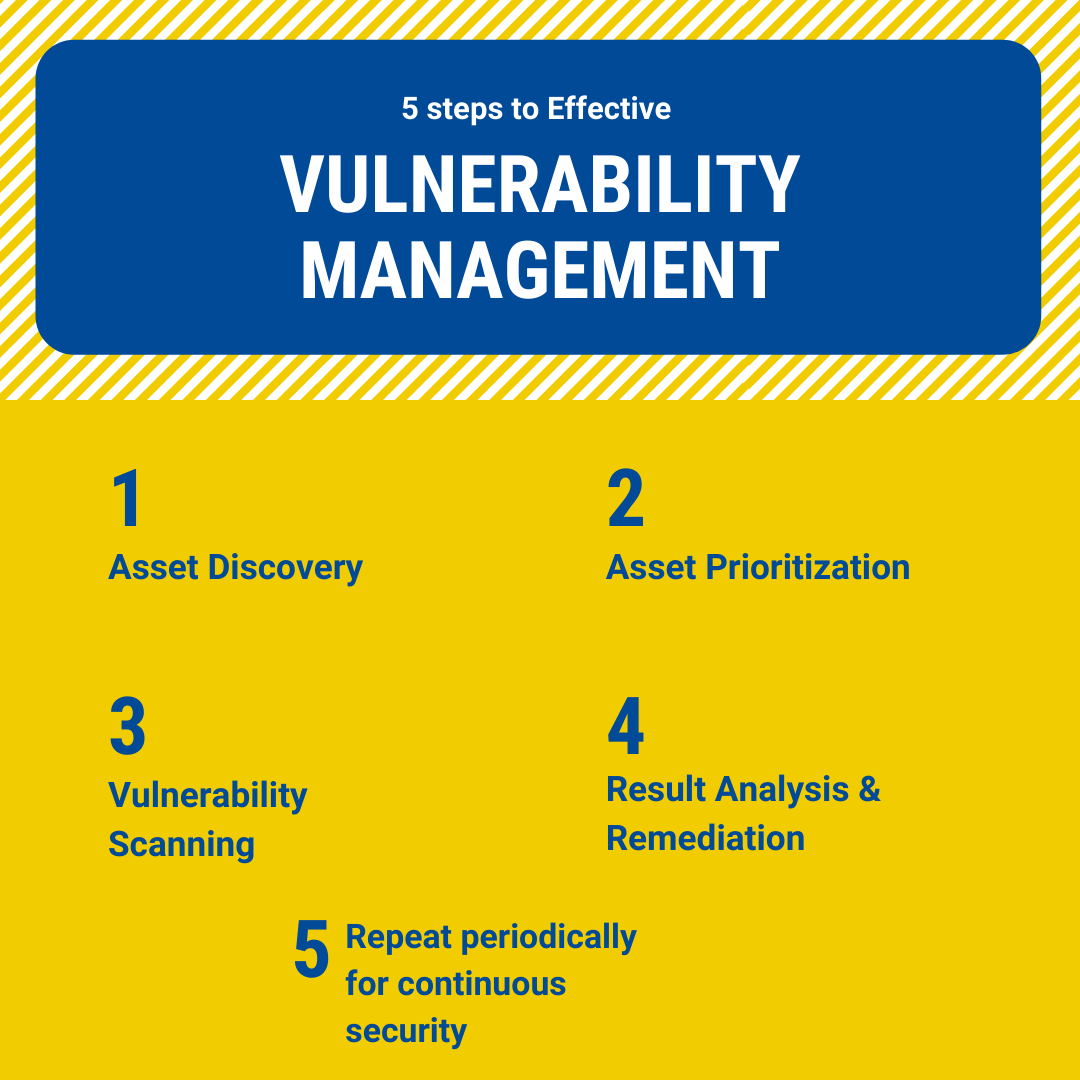 5 steps to Effective
VULNERABILITY
MANAGEMENT
1
Asset Discovery
2
Asset Prioritization
3
Vulnerability
Scanning
4
Result Analysis &
Remediation
5
Repeat periodically
for continuous
security